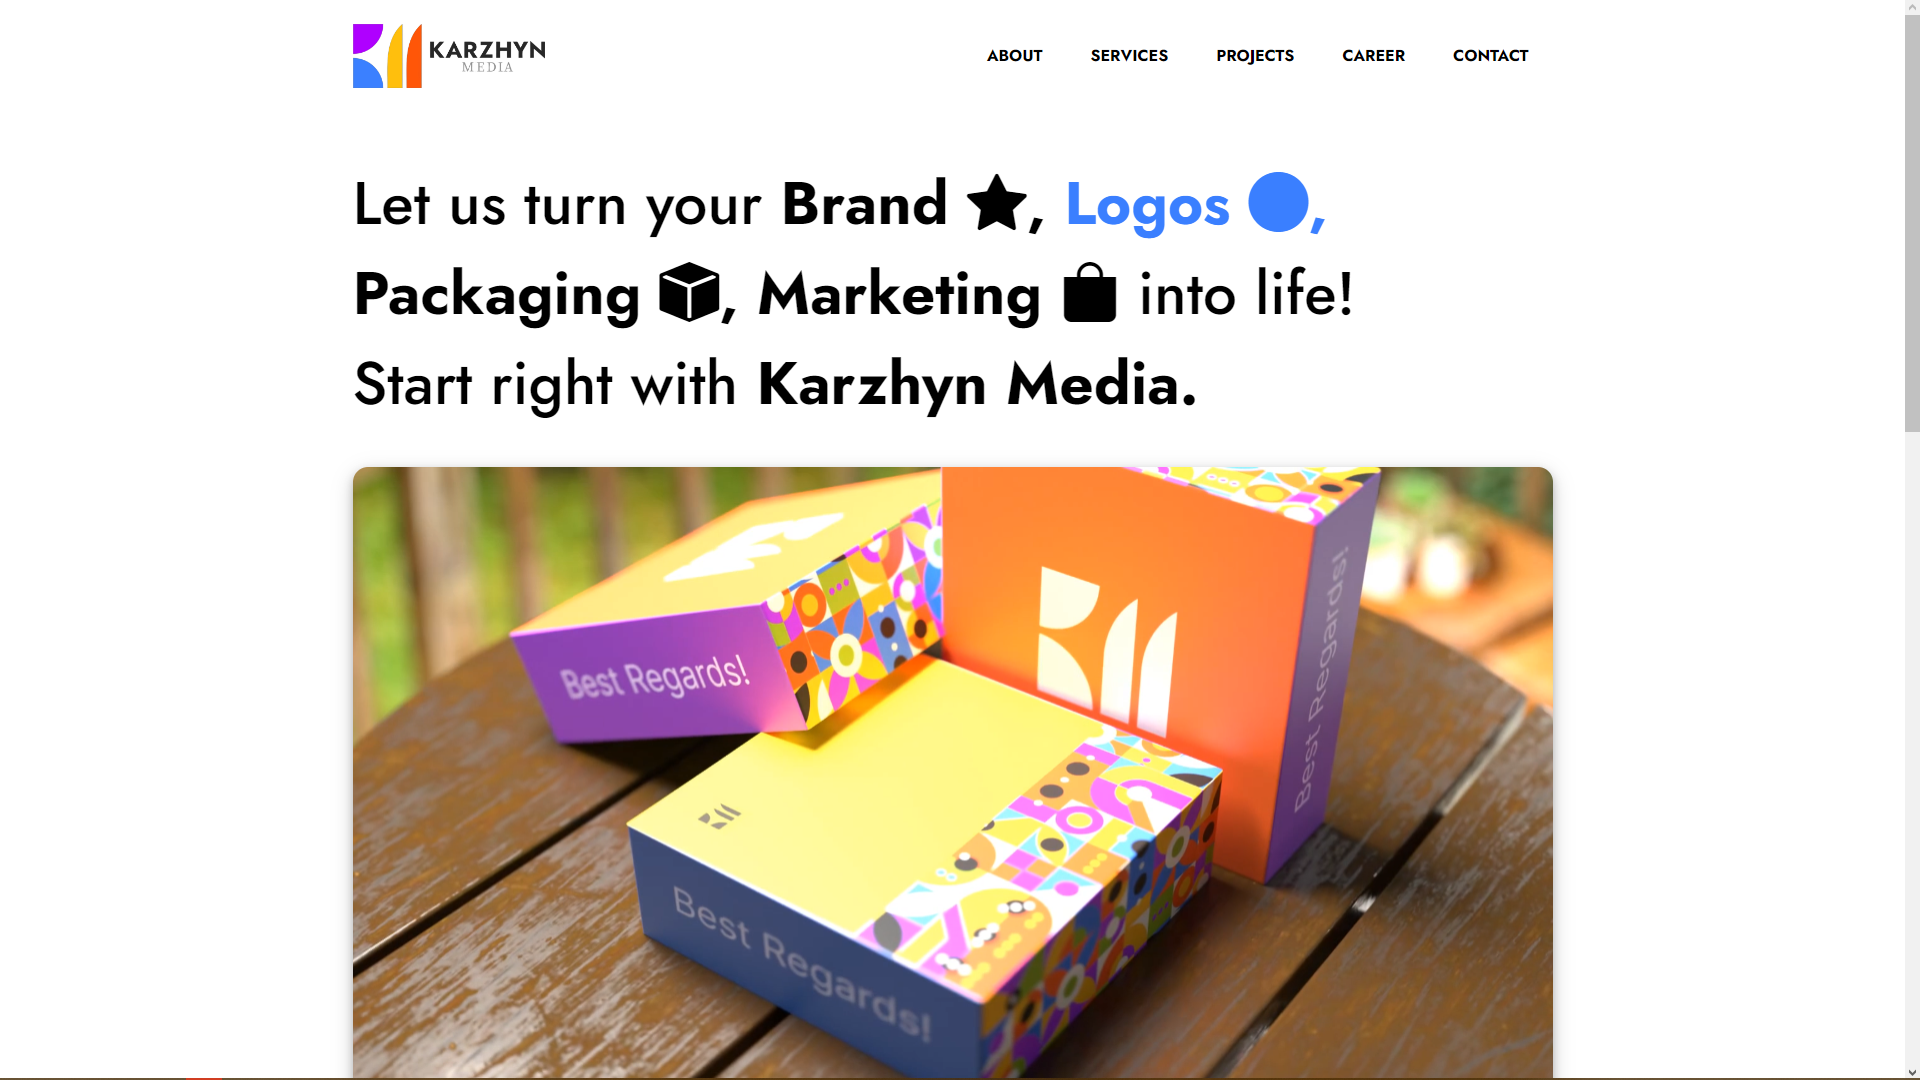 KARZHYN
MEDIA
ABOUT SERVICES PROJECTS CAREER CONTACT
Let us turn your Brand , Logos ,
Packaging , Marketing into life!
Start right with Karzhyn Media.
Best Regards!
Best Regards!
Best Regards!